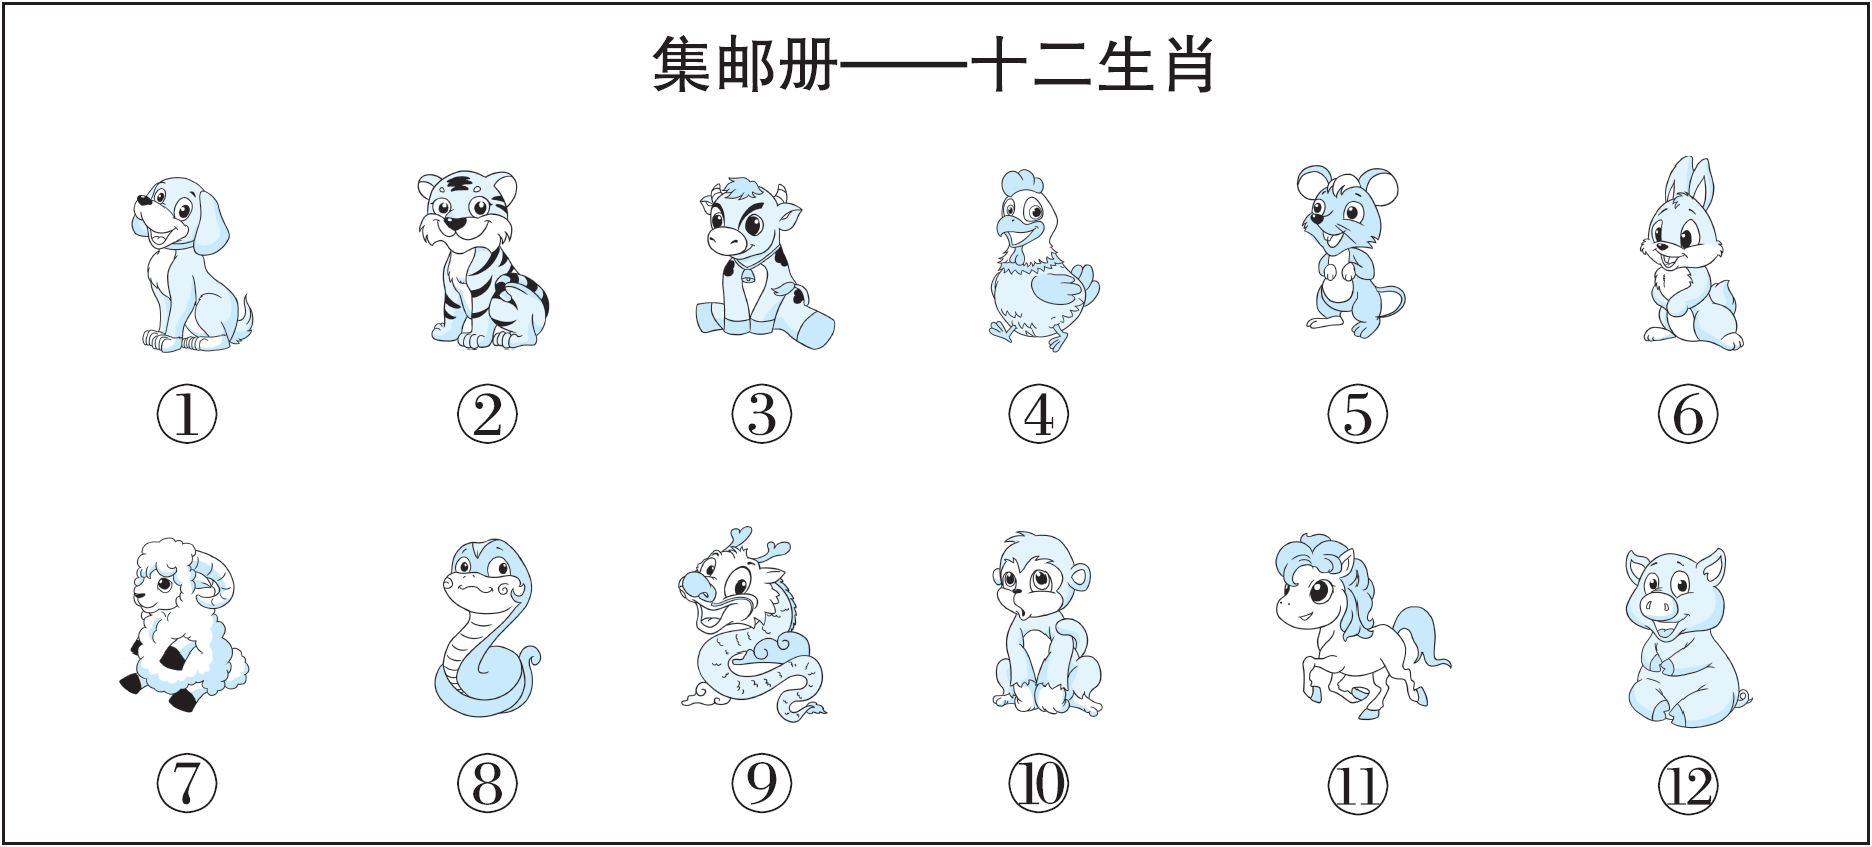 集邮册——十二生肖
① ② ③ ④ ⑤ ⑥
⑦ ⑧ ⑨ ⑩ ⑪ ⑫